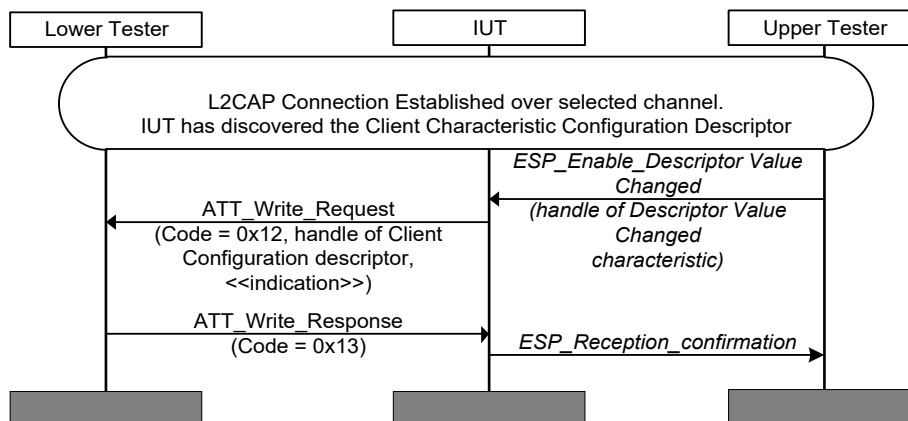 Lower Tester
IUT
Upper Tester
L2CAP Connection Established over selected channel.
IUT has discovered the Client Characteristic Configuration Descriptor
ESP_Enable_Descriptor Value
Changed
(handle of Descriptor Value
Changed
characteristic)
ATT_Write_Request
(Code = 0x12, handle of Client
Configuration descriptor,
<<indication>>)
ATT_Write_Response
(Code = 0x13)
ESP_Reception_confirmation